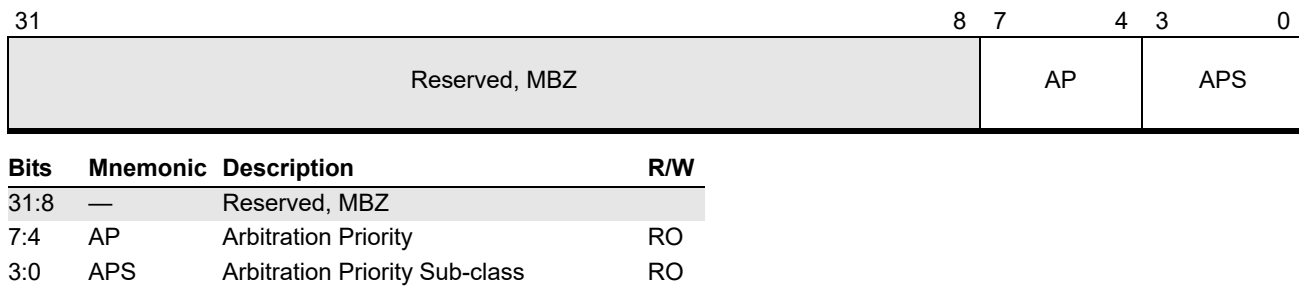 31 8 7 4 3 0
Reserved, MBZ AP APS
Bits Mnemonic Description R/W
31:8 — Reserved, MBZ
7:4 AP Arbitration Priority RO
3:0 APS Arbitration Priority Sub-class RO